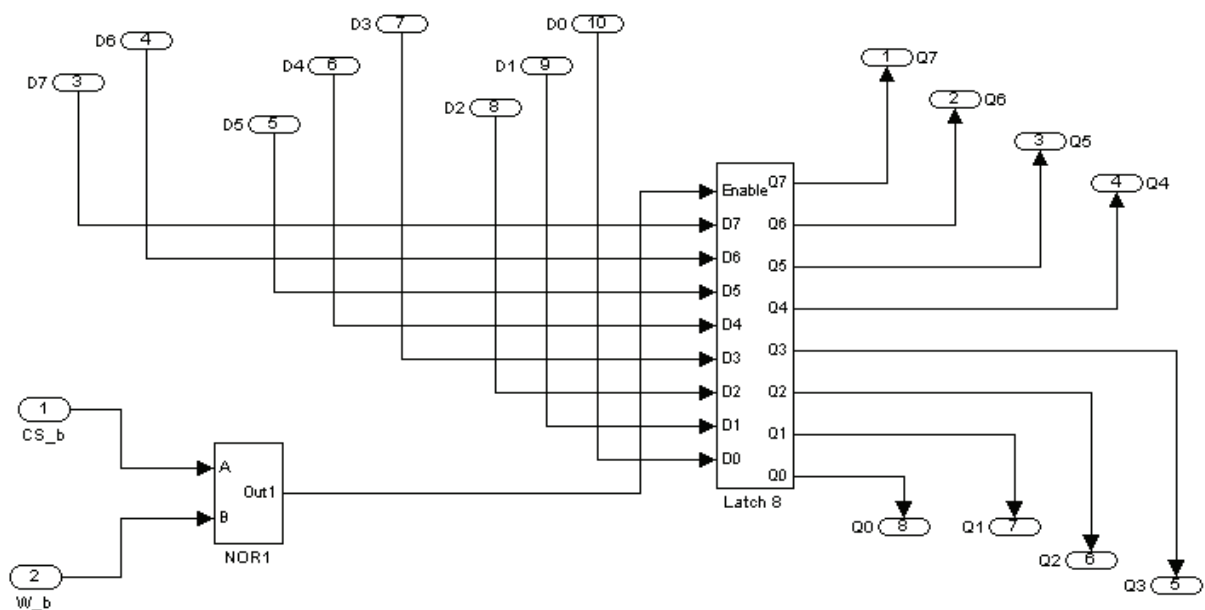 D0 10
D3 7
D6 4
D4 6
D1 9
1 Q7
D7 3
D2 8
2 Q6
D5 5
3 Q5
4 Q4
Enable Q7
D7 Q6
D6 Q5
D5 Q4
D4
D3 Q3
D2 Q2
D1 Q1
D0 Q0
Latch 8
1
CS_b
A
Out1
B
NOR1
2
W_b
Q0 8
Q1 7
Q2 6
Q3 5